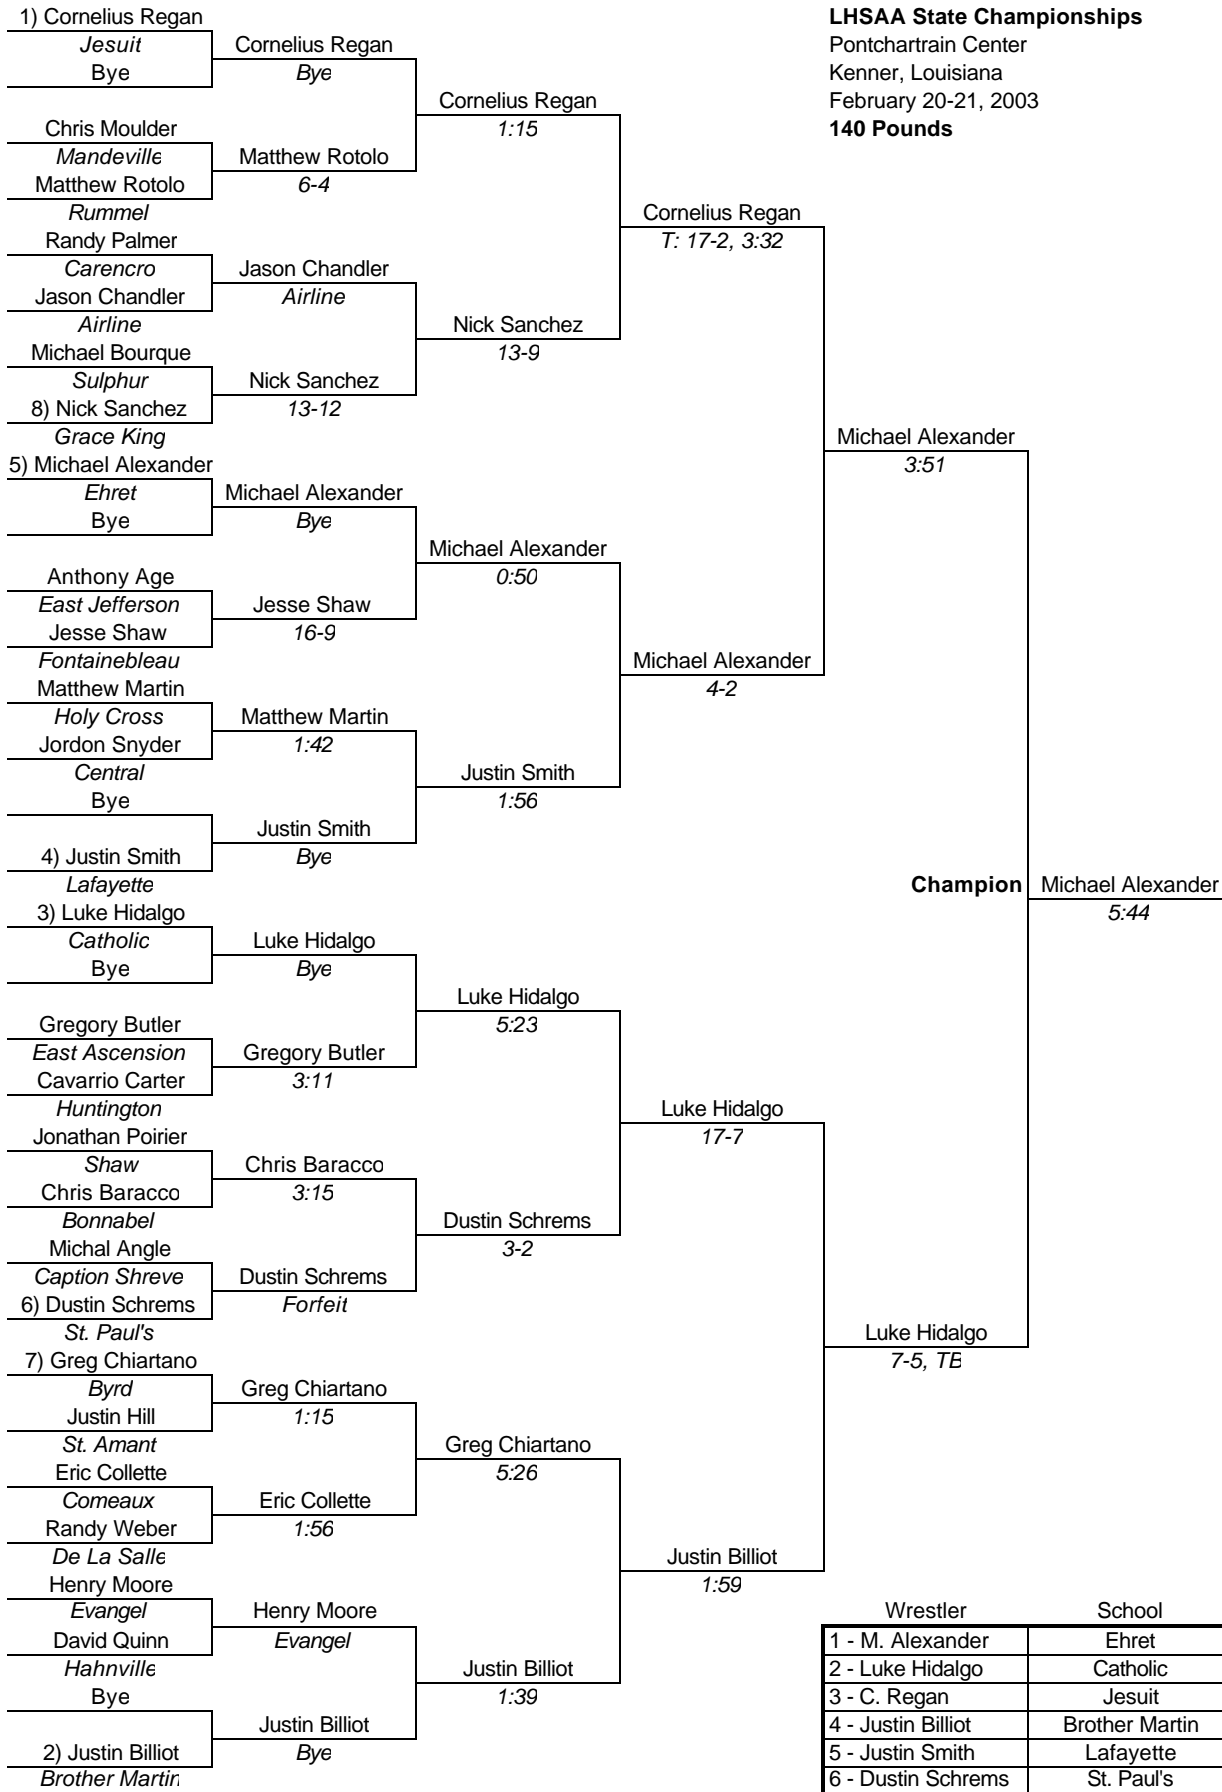 1) Cornelius Regan
LHSAA State Championships
Jesuit
Cornelius Regan
Pontchartrain Center
Bye
Bye
Kenner, Louisiana
Cornelius Regan
February 20-21, 2003
Chris Moulder
1:15
140 Pounds
Mandeville
Matthew Rotolo
Matthew Rotolo
6-4
Rummel
Cornelius Regan
Randy Palmer
T: 17-2, 3:32
Carencro
Jason Chandler
Jason Chandler
Airline
Airline
Nick Sanchez
Michael Bourque
13-9
Sulphur
Nick Sanchez
8) Nick Sanchez
13-12
Grace King
Michael Alexander
5) Michael Alexander
3:51
Ehret
Michael Alexander
Bye
Bye
Michael Alexander
Anthony Age
0:50
East Jefferson
Jesse Shaw
Jesse Shaw
16-9
Fontainebleau
Michael Alexander
Matthew Martin
4-2
Holy Cross
Matthew Martin
Jordon Snyder
1:42
Central
Justin Smith
Bye
1:56
Justin Smith
4) Justin Smith
Bye
Lafayette
Champion
Michael Alexander
3) Luke Hidalgo
5:44
Catholic
Luke Hidalgo
Bye
Bye
Luke Hidalgo
Gregory Butler
5:23
East Ascension
Gregory Butler
Cavarrio Carter
3:11
Huntington
Luke Hidalgo
Jonathan Poirier
17-7
Shaw
Chris Baracco
Chris Baracco
3:15
Bonnabel
Dustin Schrems
Michal Angle
3-2
Caption Shreve
Dustin Schrems
6) Dustin Schrems
Forfeit
St. Paul's
Luke Hidalgo
7) Greg Chiartano
7-5, TB
Byrd
Greg Chiartano
Justin Hill
1:15
St. Amant
Greg Chiartano
Eric Collette
5:26
Comeaux
Eric Collette
Randy Weber
1:56
De La Salle
Justin Billiot
Henry Moore
1:59
Evangel
Henry Moore
Wrestler School
David Quinn
Evangel
1 - M. Alexander Ehret
Hahnville
Justin Billiot
2 - Luke Hidalgo Catholic
Bye
1:39
3 - C. Regan Jesuit
Justin Billiot
4 - Justin Billiot Brother Martin
2) Justin Billiot
Bye
5 - Justin Smith Lafayette
Brother Martin
6 - Dustin Schrems St. Paul's